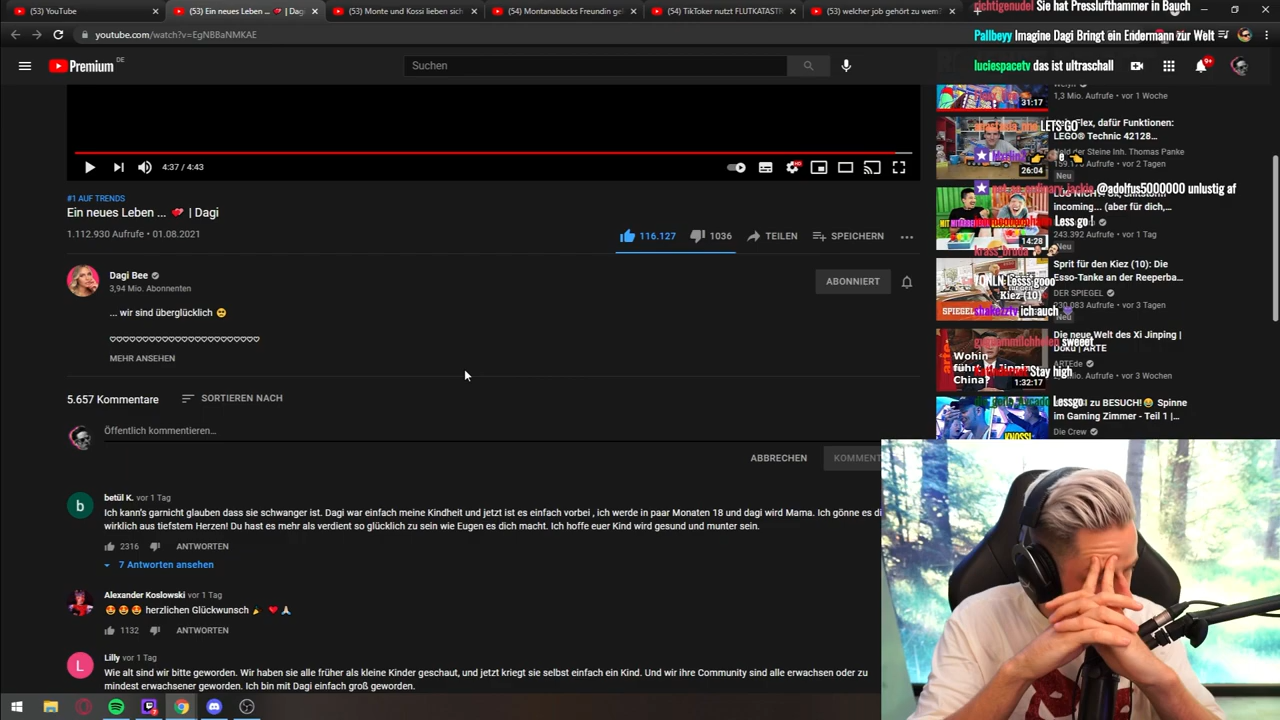 (53) YouTube
(53) Ein neues Leben ... | Dagi
(53) Monte und Kossi lieben sich
(54) Montanablacks Freundin ge
(54) TikToker nutzt FLUTKATASTR
(53) welcher job gehört zu wem?
richtigenudel Sie hat Presslufthammer in Bauch
youtube.com/watch?v=EgNBBaNMKAE
Pallbeyy Imagine Dagi Bringt ein Endermann zur Welt
Premium DE
Suchen
luciespacetv das ist ultraschall
9+
31:17
1,3 Mio. Aufrufe • vor 1 Woche
Flex, dafür Funktionen:
LETS GO
LEGO® Technic 42128...
Held der Steine Inh. Thomas Panke
vor 2 Tagen
26:04
Neu
4:37 / 4:43
@adolfus5000000 unlustig af
incoming... (aber für dich,
Less go !
243.392 Aufrufe • vor 1 Tag
14:28
Neu
#1 AUF TRENDS
Ein neues Leben ... 💕 | Dagi
1.112.930 Aufrufe • 01.08.2021
116.127
1036
TEILEN
SPEICHERN
krass_bruda
Sprit für den Kiez (10): Die
Esso-Tanke an der Reeperba...
Lesss gooo
DER SPIEGEL
Kiez (10)
230.083 Aufrufe • vor 3 Tagen
SPIEGEL
ich auch 💜
Neu
Dagi Bee
3,94 Mio. Abonnenten
ABONNIERT
... wir sind überglücklich 🥺
♡♡♡♡♡♡♡♡♡♡♡♡♡♡♡♡♡♡♡♡♡♡
MEHR ANSEHEN
Die neue Welt des Xi Jinping |
sweeet
Doku | ARTE
Wohin
ARTEde
führt Xi Jinping
Stay high
China?
vor 3 Wochen
1:32:17
5.657 Kommentare
SORTIEREN NACH
Lessgo
zu BESUCH!😂 Spinne
im Gaming Zimmer - Teil 1 |...
Die Crew
KNOSSI
Öffentlich kommentieren...
ABBRECHEN
KOMMENT
b
betül K. vor 1 Tag
Ich kann's garnicht glauben dass sie schwanger ist. Dagi war einfach meine Kindheit und jetzt ist es einfach vorbei , ich werde in paar Monaten 18 und dagi wird Mama. Ich gönne es di
wirklich aus tiefstem Herzen! Du hast es mehr als verdient so glücklich zu sein wie Eugen es dich macht. Ich hoffe euer Kind wird gesund und munter sein.
2316
ANTWORTEN
7 Antworten ansehen
Alexander Koslowski vor 1 Tag
😍 😍 😍 herzlichen Glückwunsch 🎉 ❤️ 🙏🏻
1132
ANTWORTEN
L
Lilly vor 1 Tag
Wie alt sind wir bitte geworden. Wir haben sie alle früher als kleine Kinder geschaut, und jetzt kriegt sie selbst einfach ein Kind. Und wir ihre Community sind alle erwachsen oder zu
mindest erwachsener geworden. Ich bin mit Dagi einfach groß geworden.